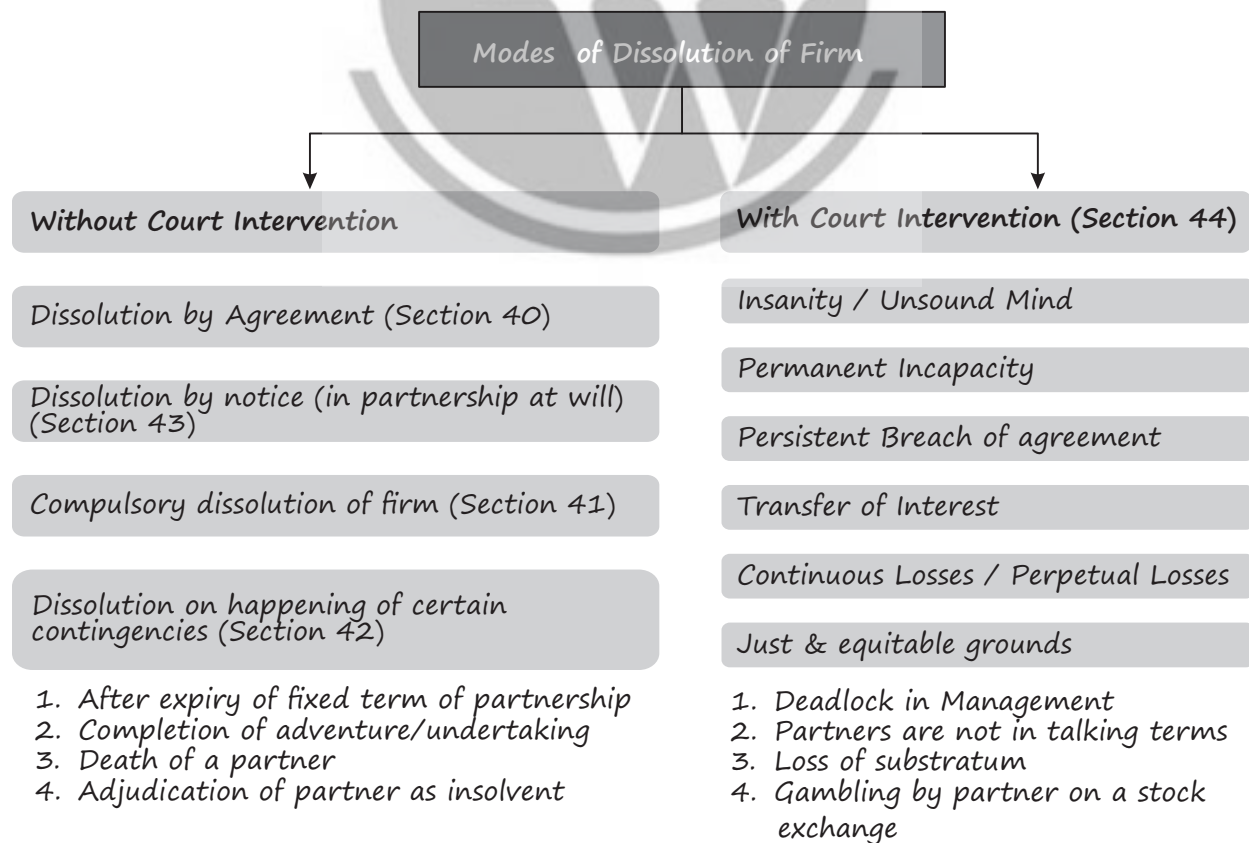 Modes of Dissolution of Firm
Without Court Intervention
Dissolution by Agreement (Section 40)
Dissolution by notice (in partnership at will)
(Section 43)
Compulsory dissolution of firm (Section 41)
Dissolution on happening of certain
contingencies (Section 42)
1. After expiry of fixed term of partnership
2. Completion of adventure/undertaking
3. Death of a partner
4. Adjudication of partner as insolvent
With Court Intervention (Section 44)
Insanity / Unsound Mind
Permanent Incapacity
Persistent Breach of agreement
Transfer of Interest
Continuous Losses / Perpetual Losses
Just & equitable grounds
1. Deadlock in Management
2. Partners are not in talking terms
3. Loss of substratum
4. Gambling by partner on a stock
exchange